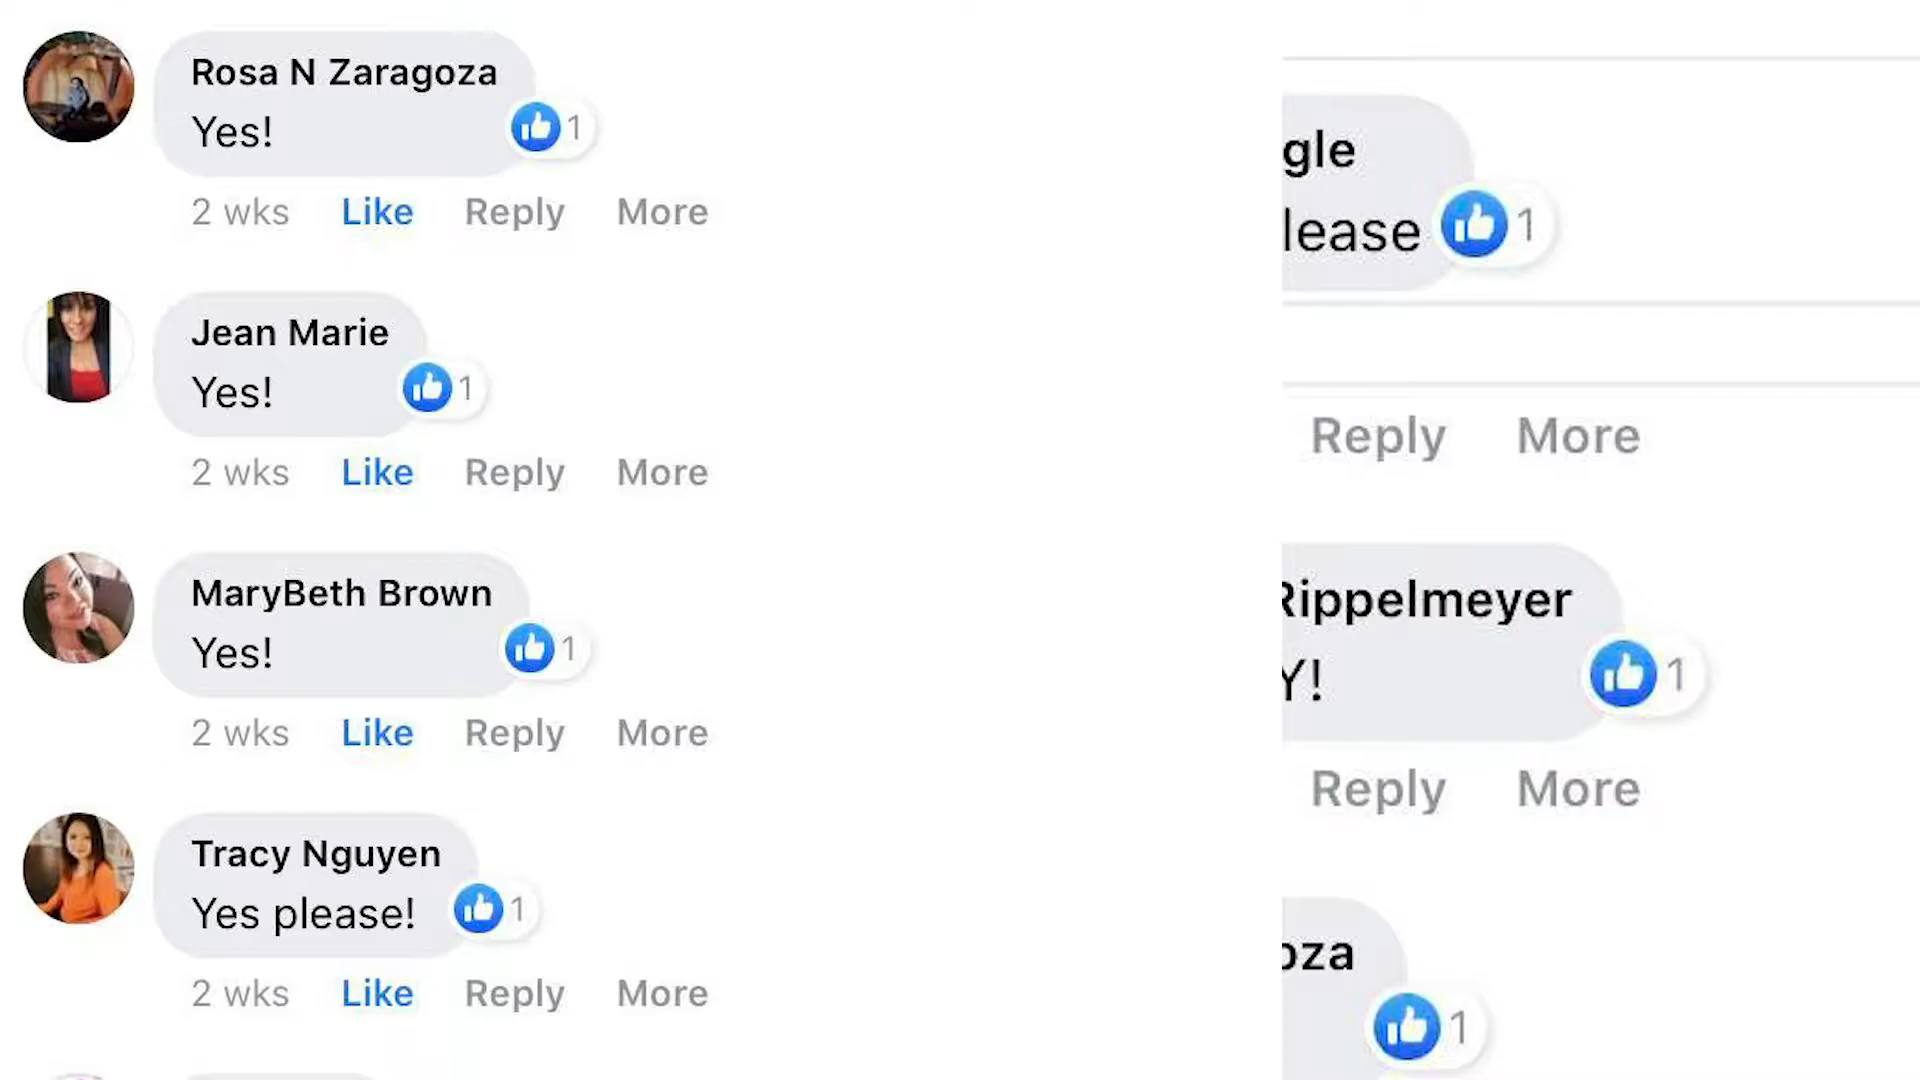 Rosa N Zaragoza
Yes!
1
2 wks Like Reply More
Jean Marie
Yes!
1
2 wks Like Reply More
MaryBeth Brown
Yes!
1
2 wks Like Reply More
Tracy Nguyen
Yes please!
1
2 wks Like Reply More
gle
lease
1
Reply More
Rippelmeyer
Y!
1
Reply More
oza
1